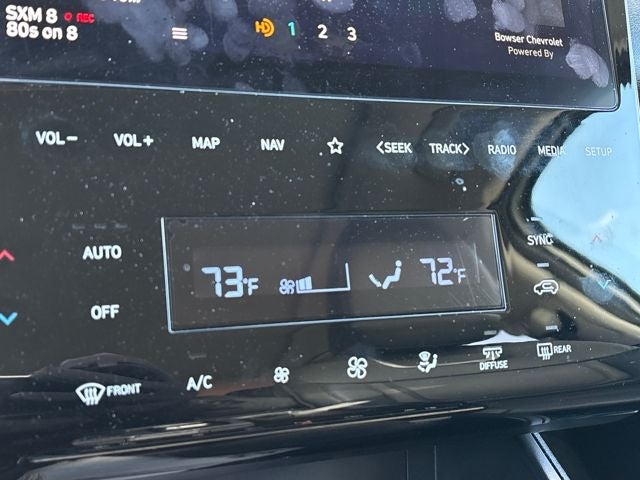 SXM 8 REC
80s on 8
HD 1 2 3
Bowser Chevrolet
Powered By
VOL− VOL+ MAP NAV <SEEK TRACK> RADIO MEDIA SETUP
AUTO
SYNC
73°F 72°F
OFF
FRONT A/C DIFFUSE REAR